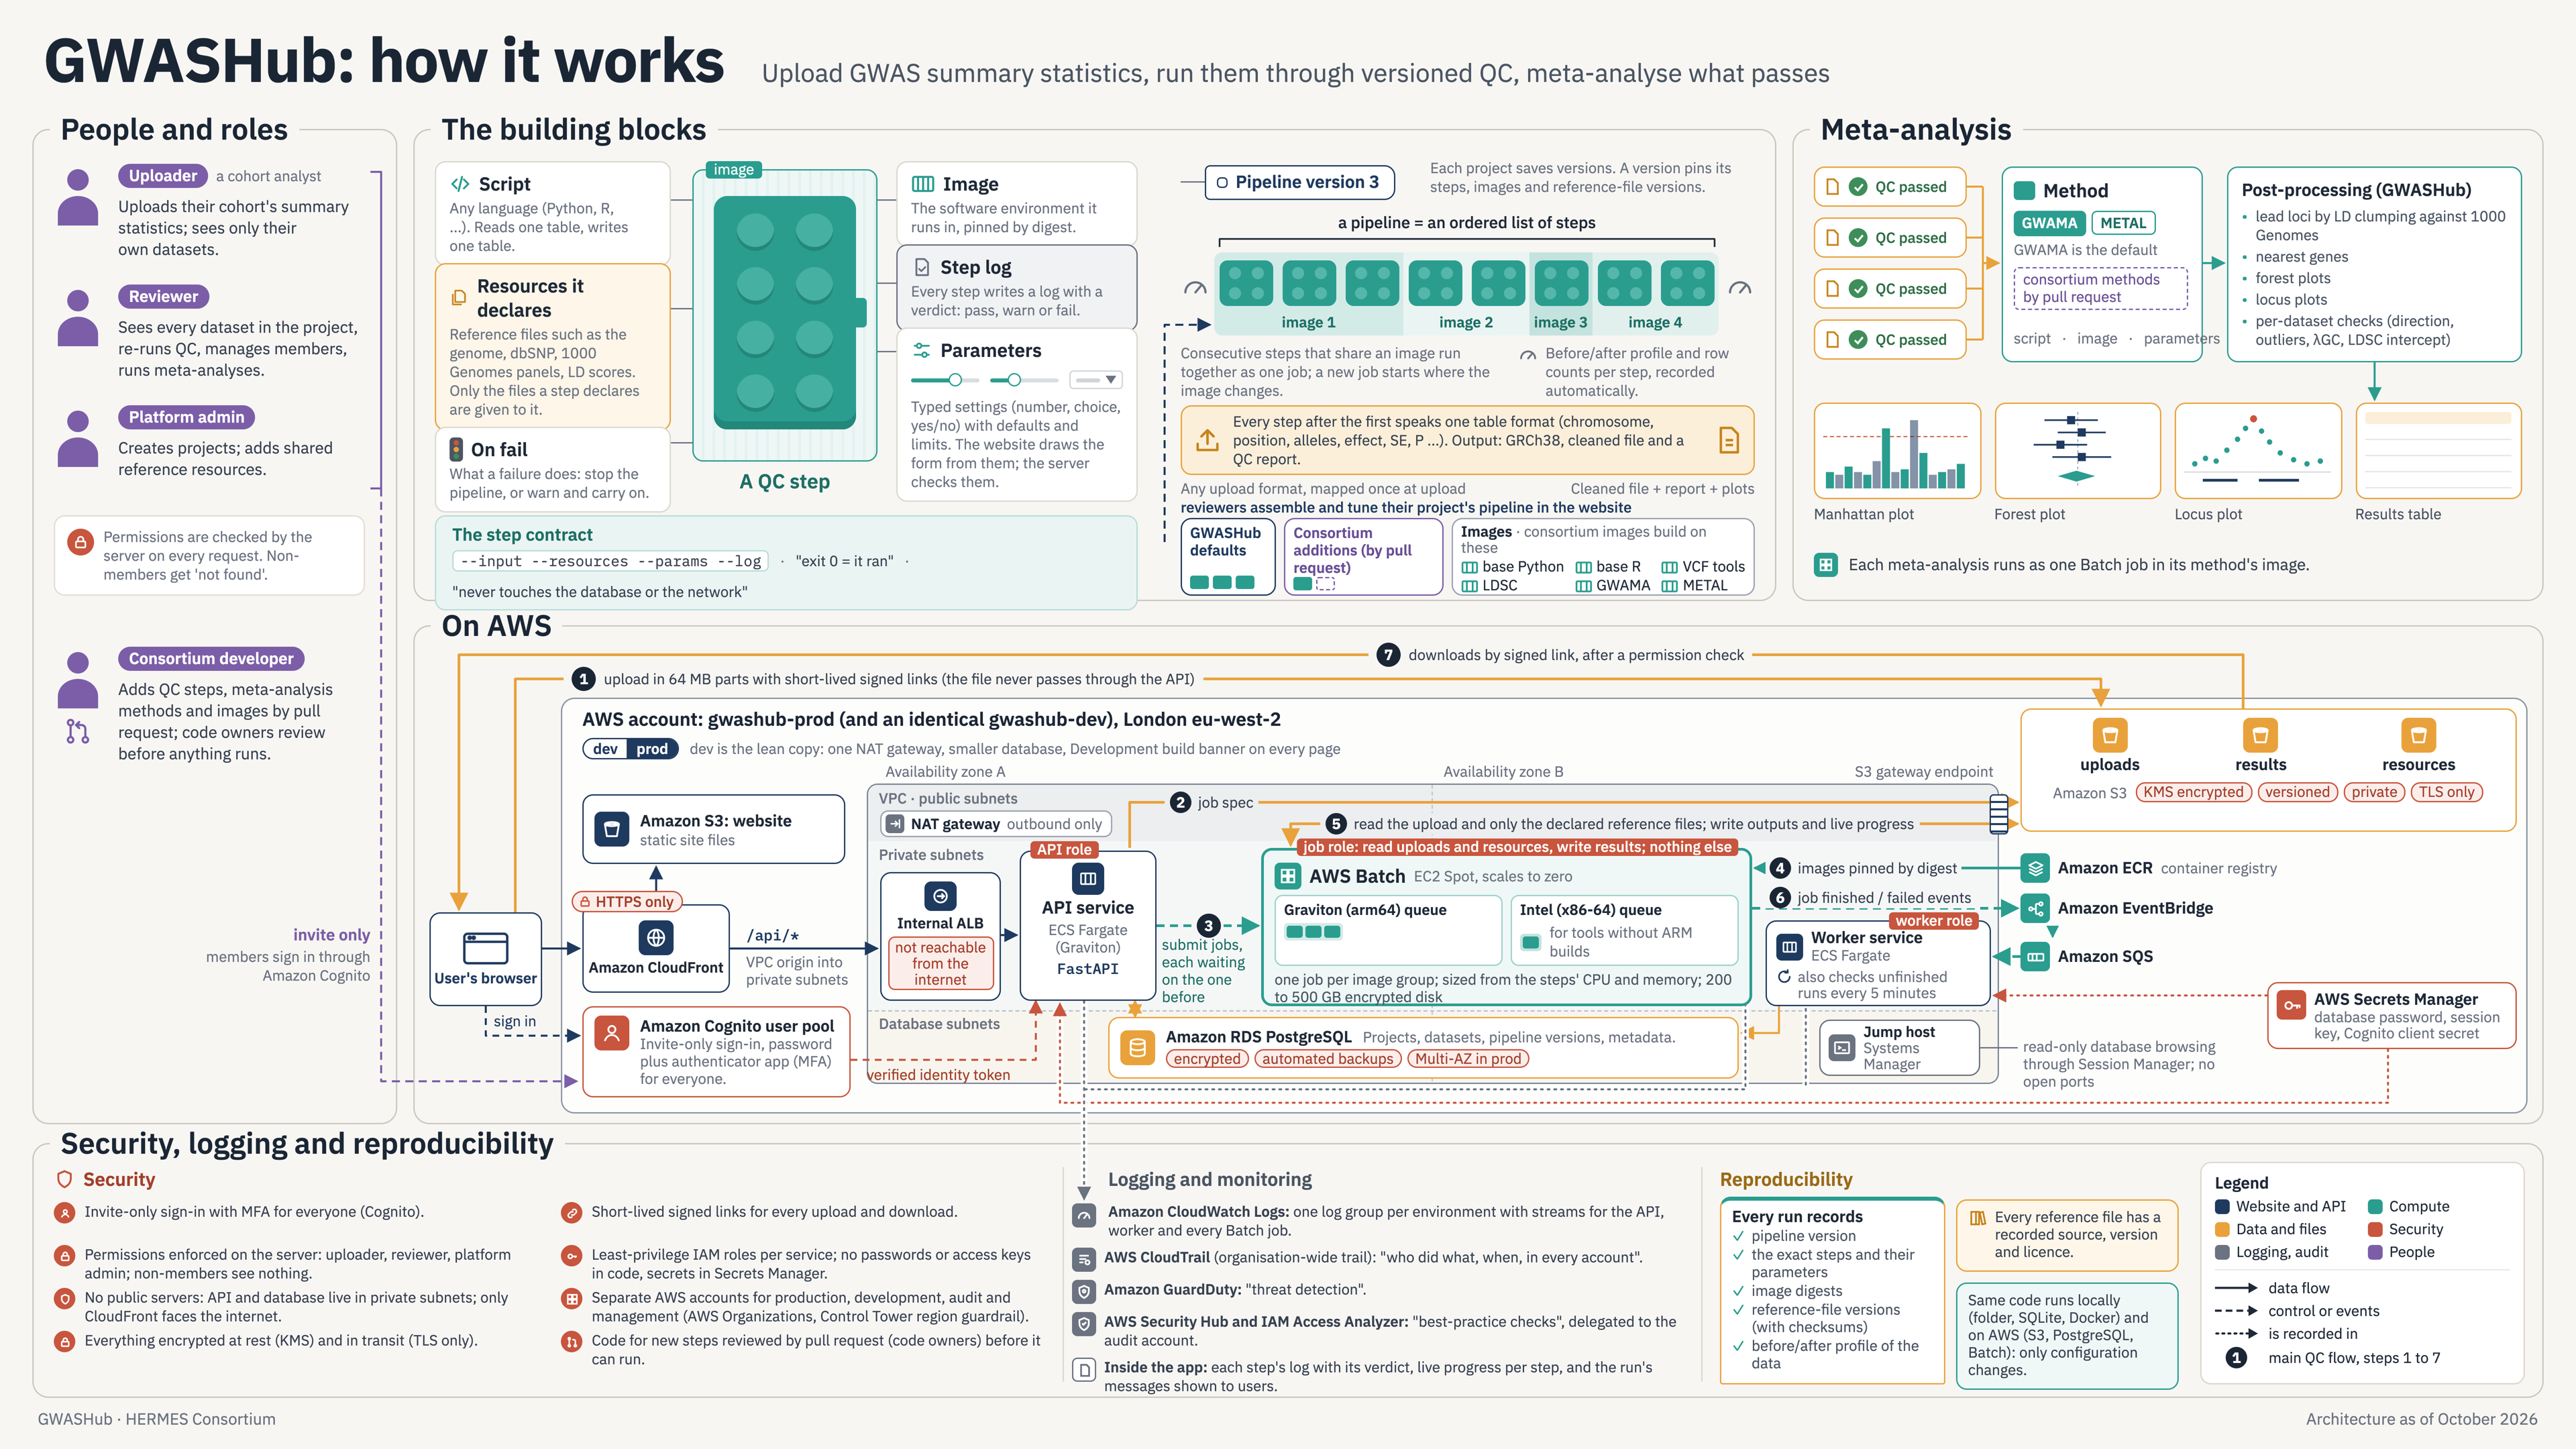 GWASHub: how it works
Upload GWAS summary statistics, run them through versioned QC, meta-analyse what passes
People and roles
Uploader a cohort analyst
Uploads their cohort's summary
statistics; sees only their
own datasets.
Reviewer
Sees every dataset in the project,
re-runs QC, manages members,
runs meta-analyses.
Platform admin
Creates projects; adds shared
reference resources.
Permissions are checked by the
server on every request. Non-
members get 'not found'.
Consortium developer
Adds QC steps, meta-analysis
methods and images by pull
request; code owners review
before anything runs.
invite only
members sign in through
Amazon Cognito
The building blocks
Script
Any language (Python, R,
...). Reads one table, writes
one table.
Resources it
declares
Reference files such as the
genome, dbSNP, 1000
Genomes panels, LD scores.
Only the files a step declares
are given to it.
On fail
What a failure does: stop the
pipeline, or warn and carry on.
image
A QC step
Image
The software environment it
runs in, pinned by digest.
Step log
Every step writes a log with a
verdict: pass, warn or fail.
Parameters
Typed settings (number, choice,
yes/no) with defaults and
limits. The website draws the
form from them; the server
checks them.
The step contract
--input --resources --params --log · "exit 0 = it ran" ·
"never touches the database or the network"
Pipeline version 3
Each project saves versions. A version pins its
steps, images and reference-file versions.
a pipeline = an ordered list of steps
image 1 image 2 image 3 image 4
Consecutive steps that share an image run
together as one job; a new job starts where the
image changes.
Before/after profile and row
counts per step, recorded
automatically.
Every step after the first speaks one table format (chromosome,
position, alleles, effect, SE, P ...). Output: GRCh38, cleaned file and a
QC report.
Any upload format, mapped once at upload
Cleaned file + report + plots
reviewers assemble and tune their project's pipeline in the website
GWASHub
defaults
Consortium
additions (by pull
request)
Images · consortium images build on
these
base Python base R VCF tools
LDSC GWAMA METAL
Meta-analysis
QC passed
QC passed
QC passed
QC passed
Method
GWAMA METAL
GWAMA is the default
consortium methods
by pull request
script · image · parameters
Post-processing (GWASHub)
• lead loci by LD clumping against 1000
Genomes
• nearest genes
• forest plots
• locus plots
• per-dataset checks (direction,
outliers, λGC, LDSC intercept)
Manhattan plot
Forest plot
Locus plot
Results table
Each meta-analysis runs as one Batch job in its method's image.
On AWS
7 downloads by signed link, after a permission check
1 upload in 64 MB parts with short-lived signed links (the file never passes through the API)
AWS account: gwashub-prod (and an identical gwashub-dev), London eu-west-2
dev prod dev is the lean copy: one NAT gateway, smaller database, Development build banner on every page
Availability zone A
Availability zone B
S3 gateway endpoint
uploads
results
resources
Amazon S3 KMS encrypted versioned private TLS only
Amazon S3: website
static site files
HTTPS only
Amazon CloudFront
User's browser
sign in
/api/*
VPC origin into
private subnets
Amazon Cognito user pool
Invite-only sign-in, password
plus authenticator app (MFA)
for everyone.
verified identity token
VPC · public subnets
NAT gateway outbound only
Private subnets
Internal ALB
not reachable
from the
internet
API role
API service
ECS Fargate
(Graviton)
FastAPI
2 job spec
5 read the upload and only the declared reference files; write outputs and live progress
3
submit jobs,
each waiting
on the one
before
job role: read uploads and resources, write results; nothing else
AWS Batch EC2 Spot, scales to zero
Graviton (arm64) queue
Intel (x86-64) queue
for tools without ARM
builds
one job per image group; sized from the steps' CPU and memory; 200
to 500 GB encrypted disk
4 images pinned by digest
6 job finished / failed events
worker role
Worker service
ECS Fargate
also checks unfinished
runs every 5 minutes
Amazon ECR container registry
Amazon EventBridge
Amazon SQS
AWS Secrets Manager
database password, session
key, Cognito client secret
Database subnets
Amazon RDS PostgreSQL Projects, datasets, pipeline versions, metadata.
encrypted automated backups Multi-AZ in prod
Jump host
Systems
Manager
read-only database browsing
through Session Manager; no
open ports
Security, logging and reproducibility
Security
Invite-only sign-in with MFA for everyone (Cognito).
Permissions enforced on the server: uploader, reviewer, platform
admin; non-members see nothing.
No public servers: API and database live in private subnets; only
CloudFront faces the internet.
Everything encrypted at rest (KMS) and in transit (TLS only).
Short-lived signed links for every upload and download.
Least-privilege IAM roles per service; no passwords or access keys
in code, secrets in Secrets Manager.
Separate AWS accounts for production, development, audit and
management (AWS Organizations, Control Tower region guardrail).
Code for new steps reviewed by pull request (code owners) before it
can run.
Logging and monitoring
Amazon CloudWatch Logs: one log group per environment with streams for the API,
worker and every Batch job.
AWS CloudTrail (organisation-wide trail): "who did what, when, in every account".
Amazon GuardDuty: "threat detection".
AWS Security Hub and IAM Access Analyzer: "best-practice checks", delegated to the
audit account.
Inside the app: each step's log with its verdict, live progress per step, and the run's
messages shown to users.
Reproducibility
Every run records
pipeline version
the exact steps and their
parameters
image digests
reference-file versions
(with checksums)
before/after profile of the
data
Every reference file has a
recorded source, version
and licence.
Same code runs locally
(folder, SQLite, Docker) and
on AWS (S3, PostgreSQL,
Batch): only configuration
changes.
Legend
Website and API Compute
Data and files Security
Logging, audit People
data flow
control or events
is recorded in
1 main QC flow, steps 1 to 7
GWASHub · HERMES Consortium
Architecture as of October 2026